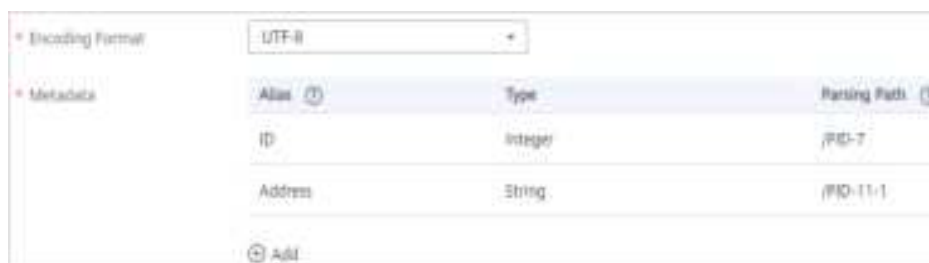 * Encoding Format UTF-8
* Metadata Alias Type Parsing Path
ID Integer /PID-7
Address String /PID-11-1
Add